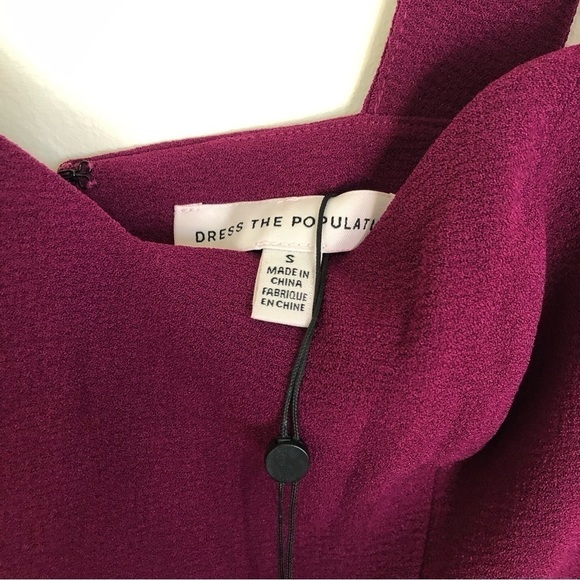 DRESS THE POPULATI
S
MADE IN
CHINA
FABRIQUE
EN CHINE